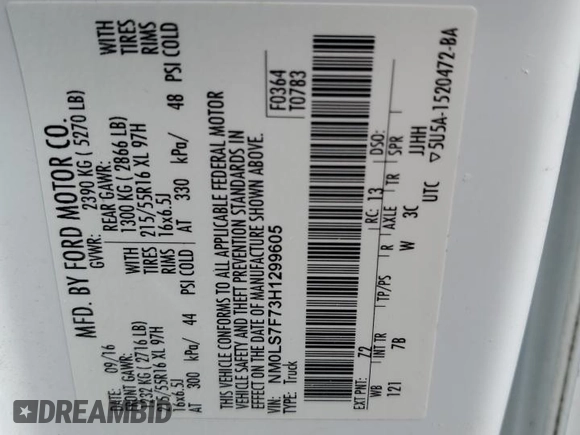 MFD. BY FORD MOTOR CO.
DATE: 09/16
GVWR: 2390 KG ( 5270 LB)
FRONT GAWR:
1232 KG ( 2716 LB)
215/55R16 XL 97H
16x6.5J
AT 300 kPa/ 44 PSI COLD
REAR GAWR:
1300 KG ( 2866 LB)
215/55R16 XL 97H
16x6.5J
AT 330 kPa/ 48 PSI COLD
WITH
TIRES
RIMS
WITH
TIRES
RIMS
THIS VEHICLE CONFORMS TO ALL APPLICABLE FEDERAL MOTOR
VEHICLE SAFETY AND THEFT PREVENTION STANDARDS IN
EFFECT ON THE DATE OF MANUFACTURE SHOWN ABOVE.
VIN: NM0LS7F73H1299605
TYPE: Truck
F0364
T0783
EXT PNT: Z2
RC: 13
DSO:
WB
INT TR
TP/PS
R
AXLE
TR
SPR
121
7B
W
3C
JJHH
UTC
▽5U5A-1520472-BA
DREAMBID